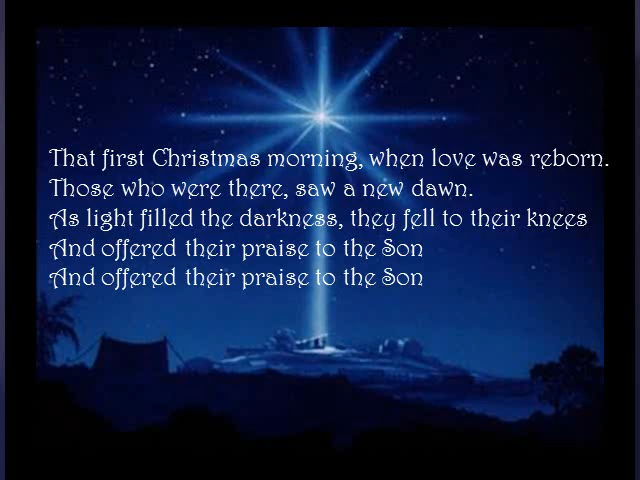 That first Christmas morning, when love was reborn.
Those who were there, saw a new dawn.
As light filled the darkness, they fell to their knees
And offered their praise to the Son
And offered their praise to the Son